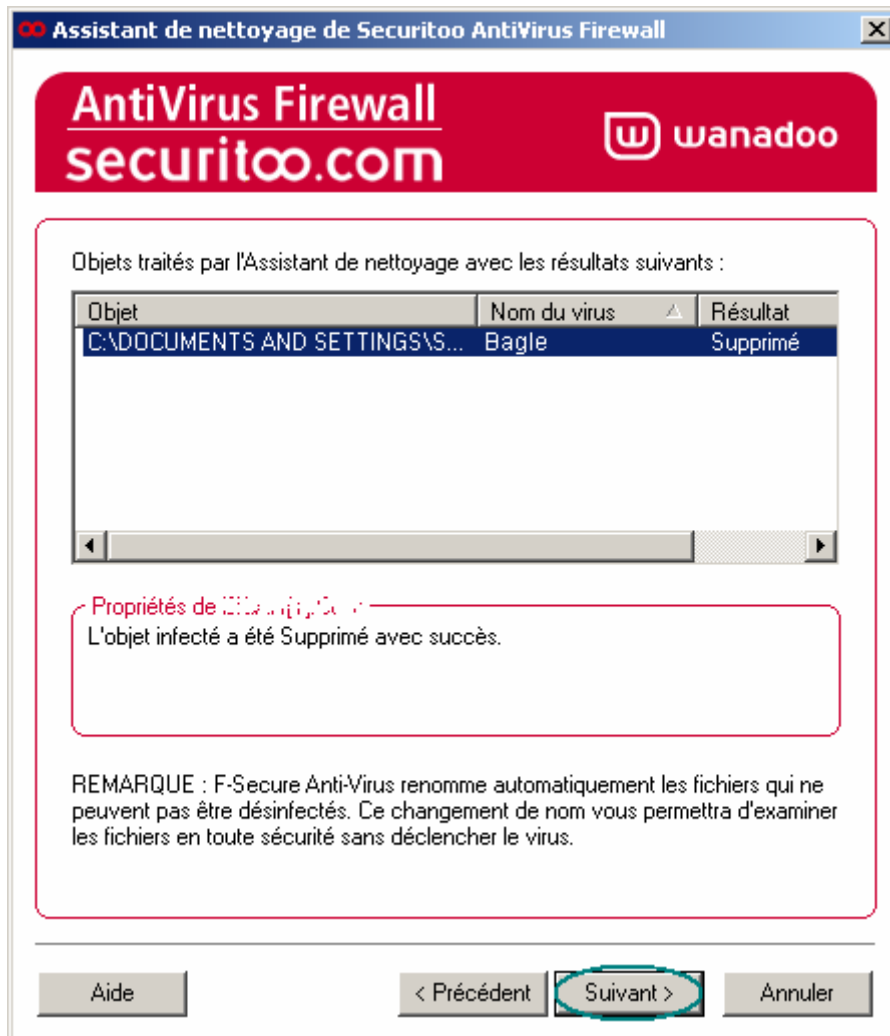 Assistant de nettoyage de Securitoo AntiVirus Firewall
AntiVirus Firewall
securitoo.com
wanadoo
Objets traités par l'Assistant de nettoyage avec les résultats suivants :
Objet Nom du virus Résultat
C:\DOCUMENTS AND SETTINGS\S... Bagle Supprimé
Propriétés de
L'objet infecté a été Supprimé avec succès.
REMARQUE : F-Secure Anti-Virus renomme automatiquement les fichiers qui ne
peuvent pas être désinfectés. Ce changement de nom vous permettra d'examiner
les fichiers en toute sécurité sans déclencher le virus.
Aide < Précédent Suivant > Annuler